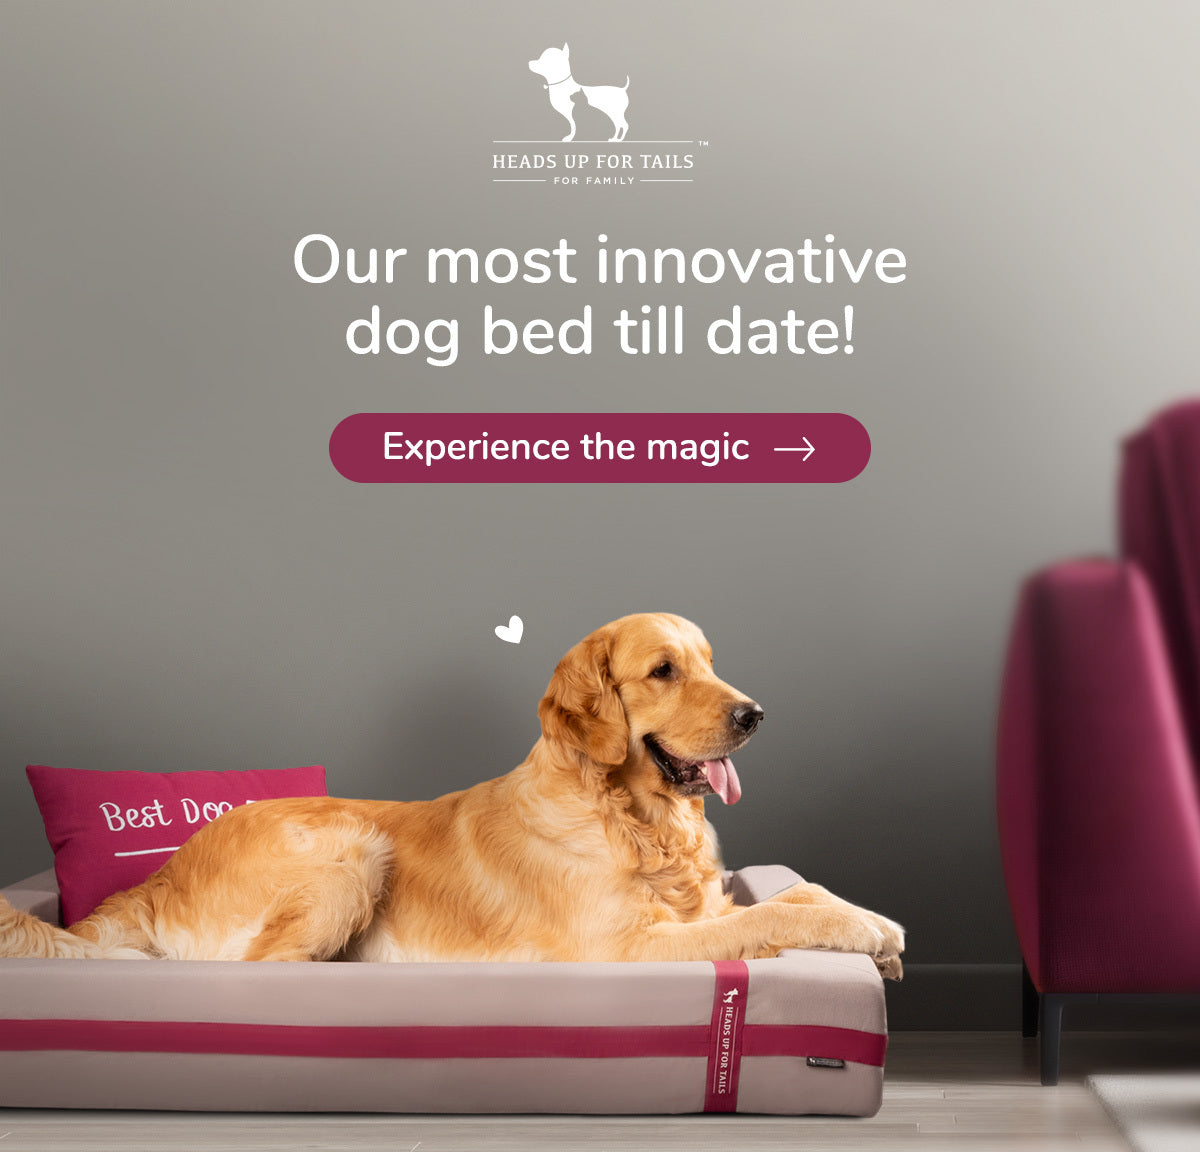 ™
HEADS UP FOR TAILS
FOR FAMILY
Our most innovative
dog bed till date!
Experience the magic →
Best Dog
HEADS UP FOR TAILS